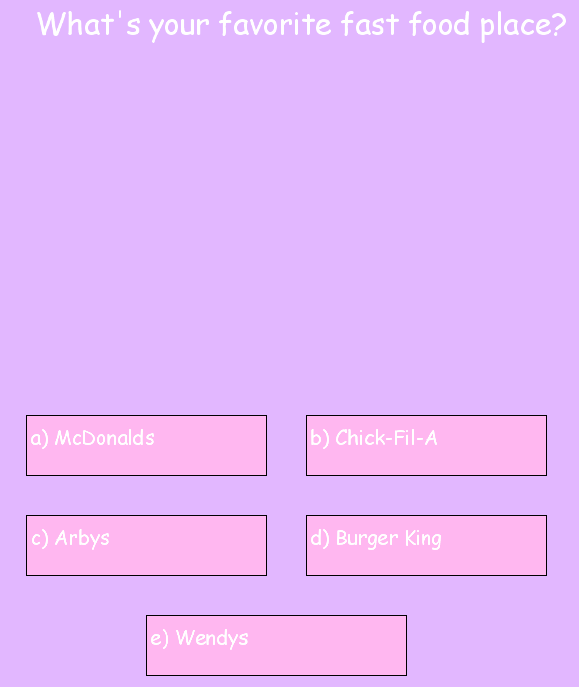 What's your favorite fast food place?
a) McDonalds
b) Chick-Fil-A
c) Arbys
d) Burger King
e) Wendys